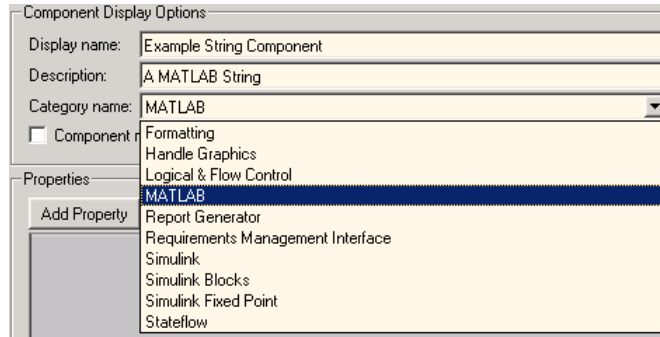 Component Display Options
Display name: Example String Component
Description: A MATLAB String
Category name: MATLAB
Component
Formatting
Handle Graphics
Logical & Flow Control
MATLAB
Properties
Add Property
Report Generator
Requirements Management Interface
Simulink
Simulink Blocks
Simulink Fixed Point
Stateflow